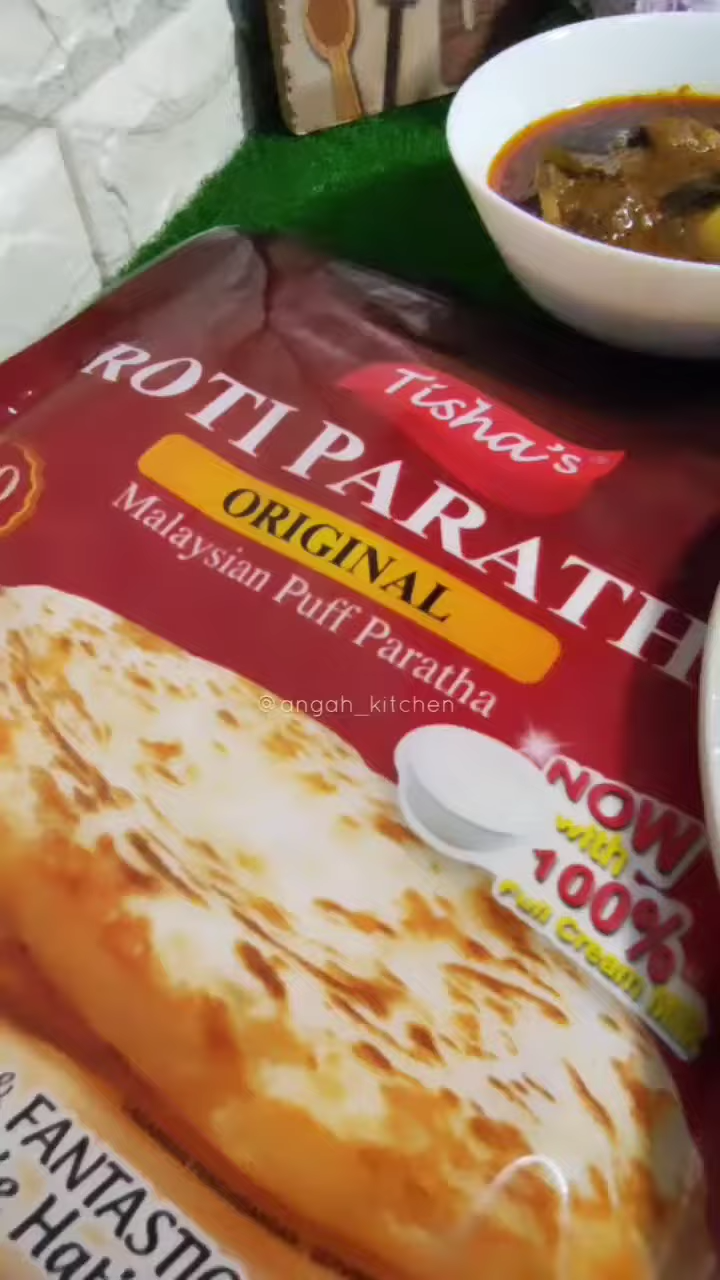 Tisha's
ROTI PARATH
ORIGINAL
Malaysian Puff Paratha
@angah_kitchen
NOW
with
100%
Full Cream Milk
& FANTASTIC